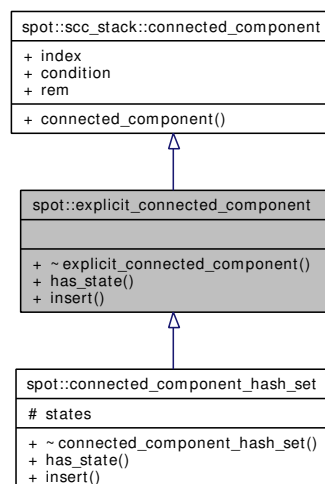 spot::scc_stack::connected_component
+ index
+ condition
+ rem
+ connected_component()
spot::explicit_connected_component
+ ~explicit_connected_component()
+ has_state()
+ insert()
spot::connected_component_hash_set
# states
+ ~connected_component_hash_set()
+ has_state()
+ insert()